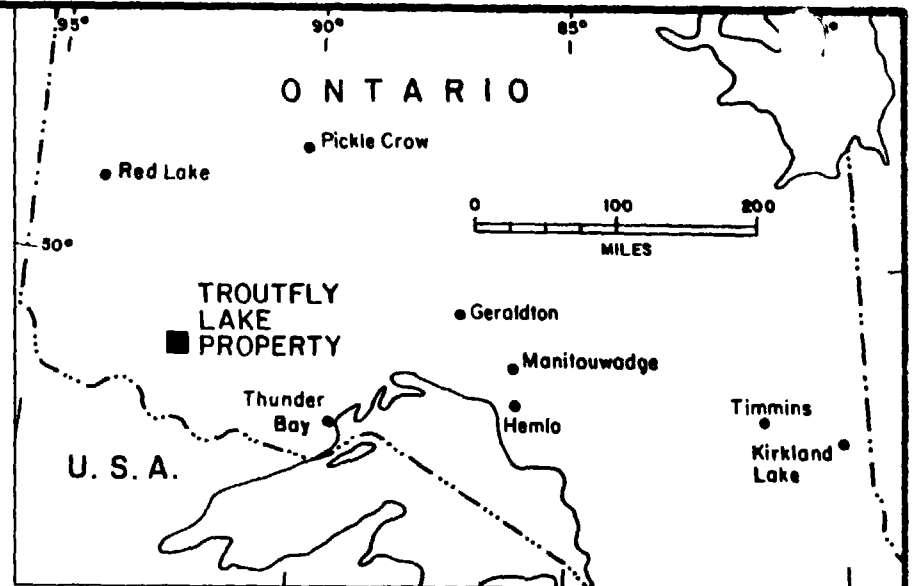 95° 90° 85°
ONTARIO
Pickle Crow
Red Lake
0 100 200
MILES
50°
TROUTFLY
LAKE
PROPERTY
Geraldton
Manitouwadge
Thunder
Bay
Hemlo
Timmins
Kirkland
Lake
U.S.A.